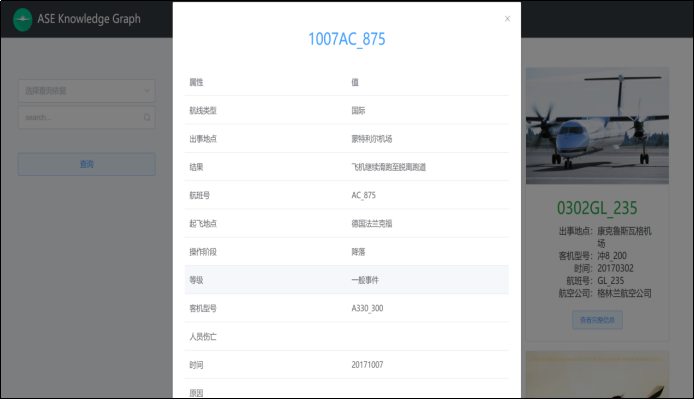 ASE Knowledge Graph
选择查询依据
search...
查询
1007AC_875
属性 值
航线类型 国际
出事地点 蒙特利尔机场
结果 飞机继续滑跑至脱离跑道
航班号 AC_875
起飞地点 德国法兰克福
操作阶段 降落
等级 一般事件
客机型号 A330_300
人员伤亡
时间 20171007
原因
0302GL_235
出事地点: 康克鲁斯瓦格机
场
客机型号: 冲8_200
时间: 20170302
航班号: GL_235
航空公司: 格林兰航空公司
查看完整信息